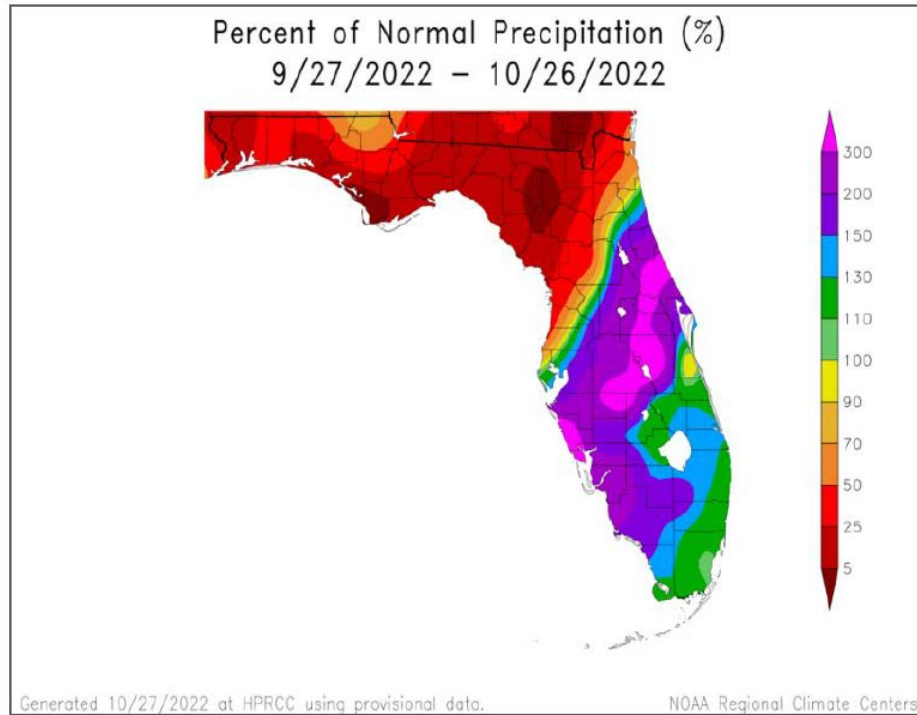 Percent of Normal Precipitation (%)
9/27/2022 – 10/26/2022
300
200
150
130
110
100
90
70
50
25
5
Generated 10/27/2022 at HPRCC using provisional data.
NOAA Regional Climate Centers